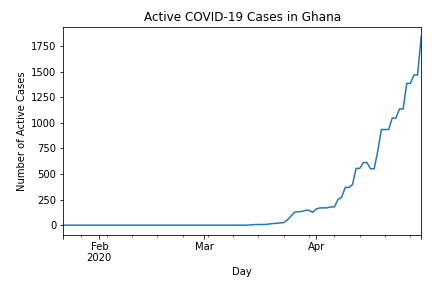 Active COVID-19 Cases in Ghana
1750
1500
1250
1000
750
500
250
0
Number of Active Cases
Feb
2020
Mar
Apr
Day